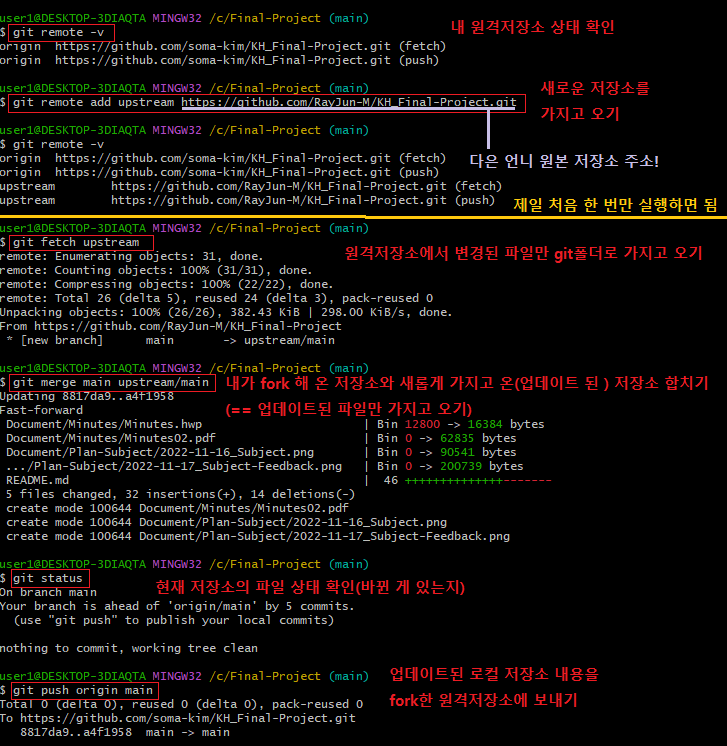 user1@DESKTOP-3DIAQTA MINGW32 /c/Final-Project (main)
$ git remote -v 내 원격저장소 상태 확인
origin  https://github.com/soma-kim/KH_Final-Project.git (fetch)
origin  https://github.com/soma-kim/KH_Final-Project.git (push)
user1@DESKTOP-3DIAQTA MINGW32 /c/Final-Project (main) 새로운 저장소를
$ git remote add upstream https://github.com/RayJun-M/KH_Final-Project.git
가지고 오기
user1@DESKTOP-3DIAQTA MINGW32 /c/Final-Project (main)
$ git remote -v
origin  https://github.com/soma-kim/KH_Final-Project.git (fetch)
다은 언니 원본 저장소 주소!
origin  https://github.com/soma-kim/KH_Final-Project.git (push)
upstream        https://github.com/RayJun-M/KH_Final-Project.git (fetch)
upstream        https://github.com/RayJun-M/KH_Final-Project.git (push)
제일 처음 한 번만 실행하면 됨
user1@DESKTOP-3DIAQTA MINGW32 /c/Final-Project (main)
$ git fetch upstream
원격저장소에서 변경된 파일만 git폴더로 가지고 오기
remote: Enumerating objects: 31, done.
remote: Counting objects: 100% (31/31), done.
remote: Compressing objects: 100% (22/22), done.
remote: Total 26 (delta 5), reused 24 (delta 3), pack-reused 0
Unpacking objects: 100% (26/26), 382.43 KiB | 298.00 KiB/s, done.
From https://github.com/RayJun-M/KH_Final-Project
 * [new branch]      main       -> upstream/main
user1@DESKTOP-3DIAQTA MINGW32 /c/Final-Project (main)
$ git merge main upstream/main 내가 fork 해 온 저장소와 새롭게 가지고 온(업데이트 된 ) 저장소 합치기
Updating 8817da9..a4f1958
Fast-forward (== 업데이트된 파일만 가지고 오기)
 Document/Minutes/Minutes.hwp                       | Bin 12800 -> 16384 bytes
 Document/Minutes/Minutes02.pdf                     | Bin 0 -> 62835 bytes
 Document/Plan-Subject/2022-11-16_Subject.png       | Bin 0 -> 90541 bytes
 .../Plan-Subject/2022-11-17_Subject-Feedback.png   | Bin 0 -> 200739 bytes
 README.md                                          |  46 ++++++++++++++-------
 5 files changed, 32 insertions(+), 14 deletions(-)
 create mode 100644 Document/Minutes/Minutes02.pdf
 create mode 100644 Document/Plan-Subject/2022-11-16_Subject.png
 create mode 100644 Document/Plan-Subject/2022-11-17_Subject-Feedback.png
user1@DESKTOP-3DIAQTA MINGW32 /c/Final-Project (main)
$ git status 현재 저장소의 파일 상태 확인(바뀐 게 있는지)
On branch main
Your branch is ahead of 'origin/main' by 5 commits.
  (use "git push" to publish your local commits)
nothing to commit, working tree clean
user1@DESKTOP-3DIAQTA MINGW32 /c/Final-Project (main) 업데이트된 로컬 저장소 내용을
$ git push origin main
fork한 원격저장소에 보내기
Total 0 (delta 0), reused 0 (delta 0), pack-reused 0
To https://github.com/soma-kim/KH_Final-Project.git
   8817da9..a4f1958  main -> main